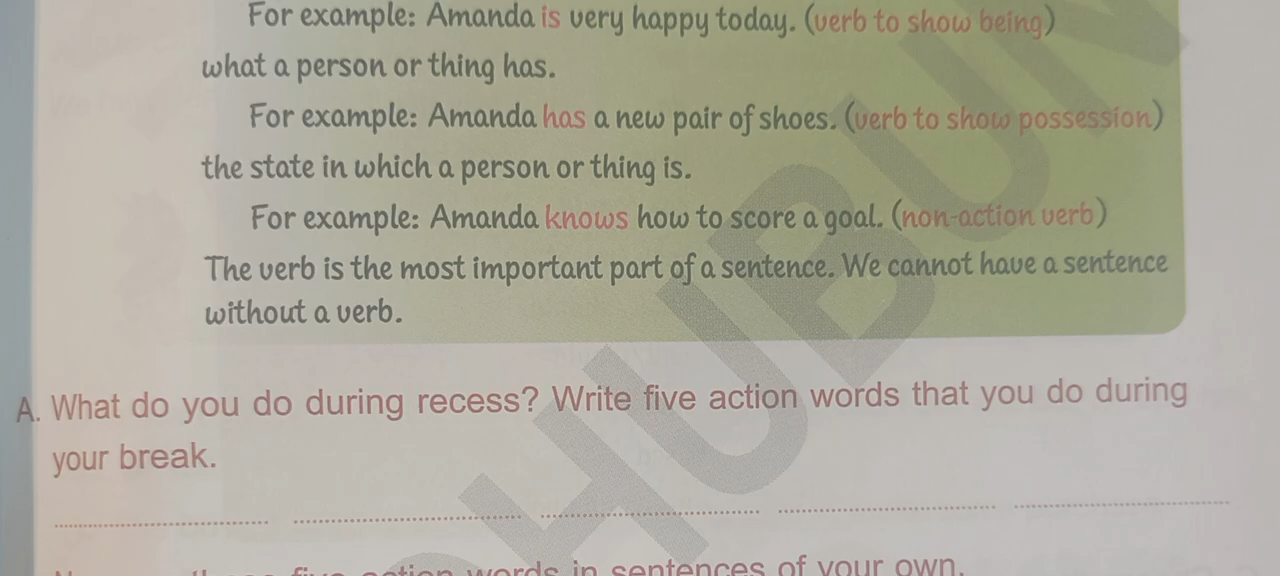 For example: Amanda is very happy today. (verb to show being)
what a person or thing has.
For example: Amanda has a new pair of shoes. (verb to show possession)
the state in which a person or thing is.
For example: Amanda knows how to score a goal. (non-action verb)
The verb is the most important part of a sentence. We cannot have a sentence
without a verb.
A. What do you do during recess? Write five action words that you do during
your break.
five action words in sentences of your own.